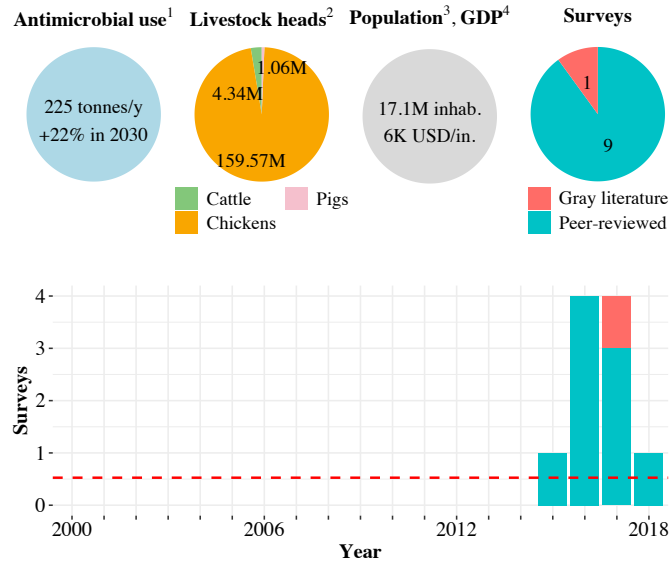 Antimicrobial use1 Livestock heads2 Population3, GDP4 Surveys
225 tonnes/y
+22% in 2030
1.06M
4.34M
159.57M
17.1M inhab.
6K USD/in.
1
9
Cattle Pigs
Chickens
Gray literature
Peer-reviewed
4
3
2
1
0
Surveys
2000 2006 2012 2018
Year